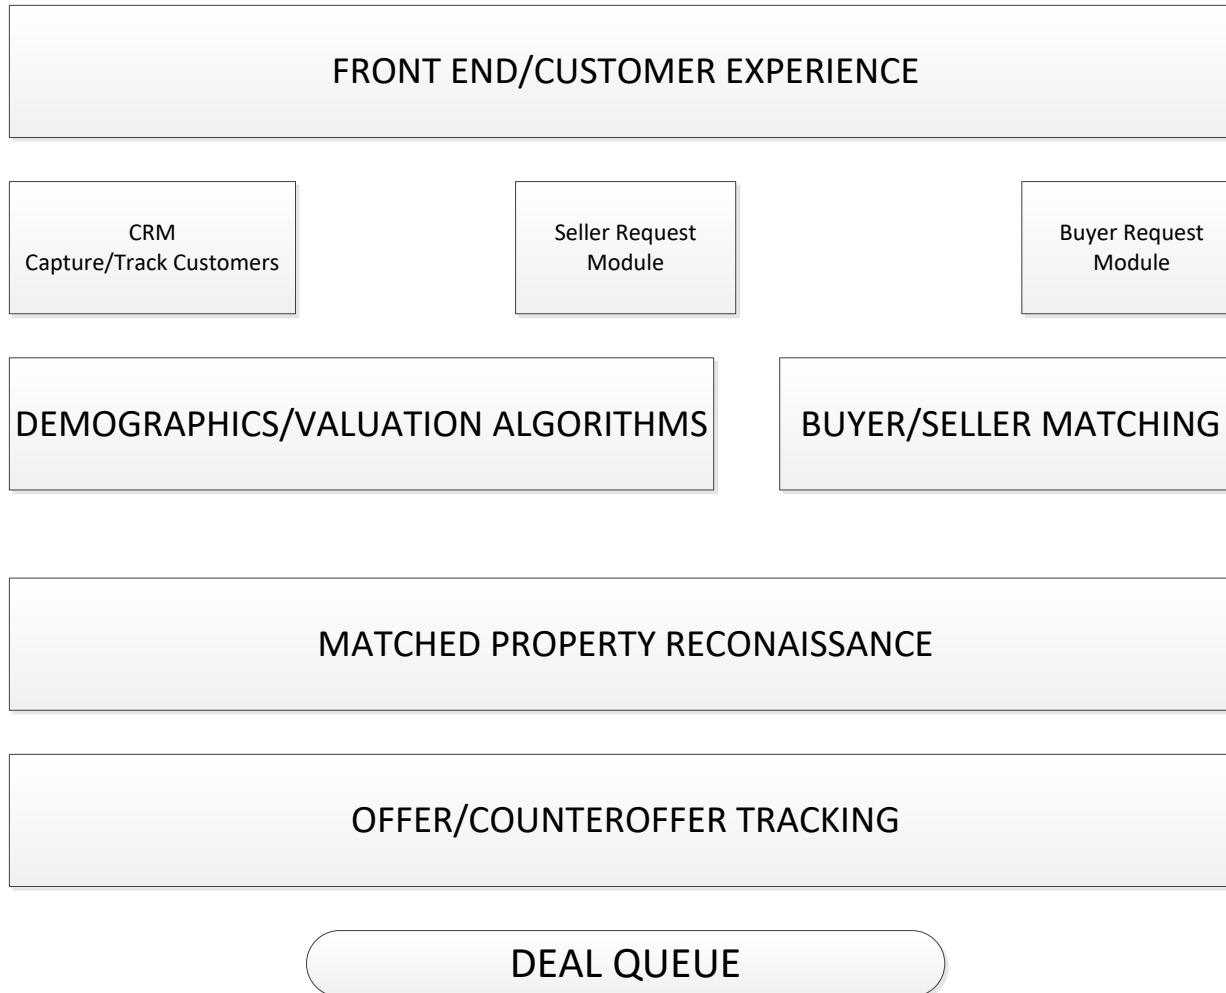 FRONT END/CUSTOMER EXPERIENCE
CRM
Capture/Track Customers
Seller Request
Module
Buyer Request
Module
DEMOGRAPHICS/VALUATION ALGORITHMS
BUYER/SELLER MATCHING
MATCHED PROPERTY RECONAISSANCE
OFFER/COUNTEROFFER TRACKING
DEAL QUEUE